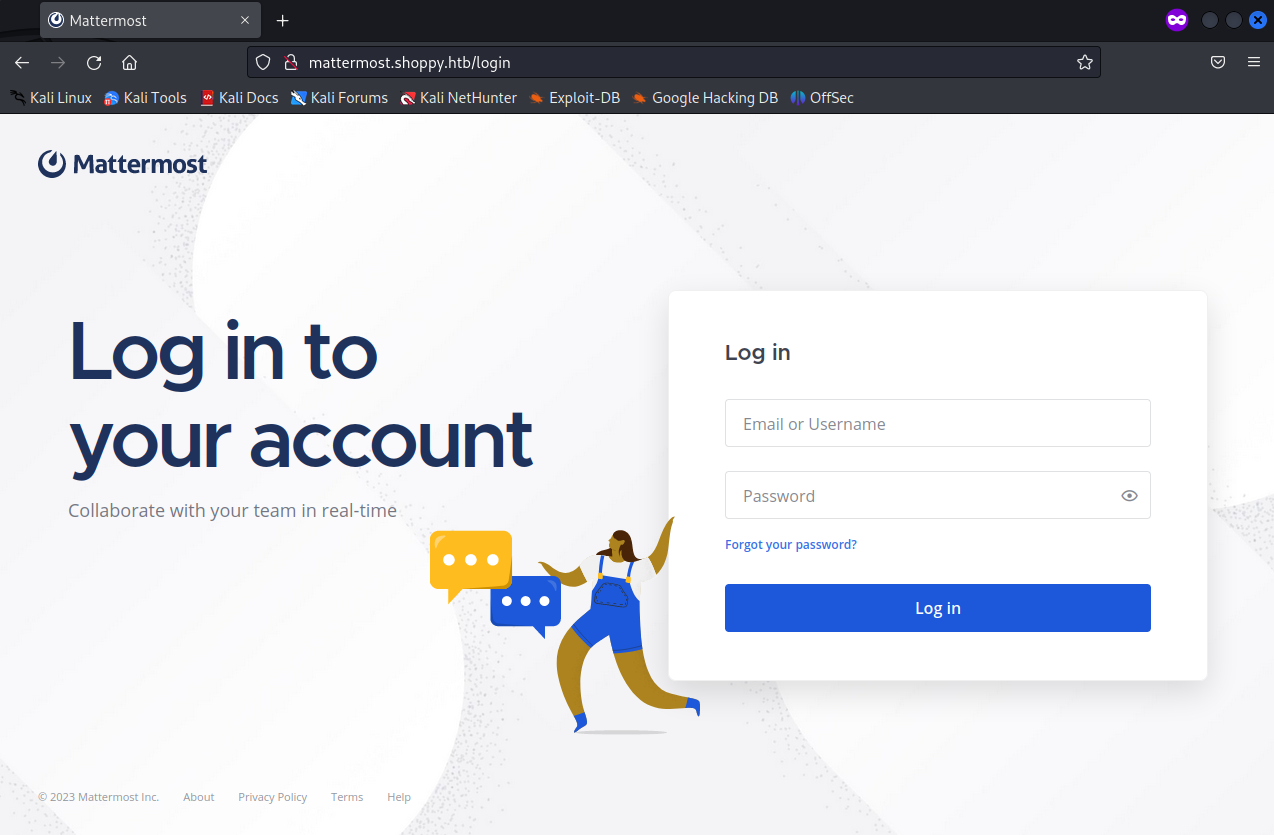 Mattermost
mattermost.shoppy.htb/login
Kali Linux Kali Tools Kali Docs Kali Forums Kali NetHunter Exploit-DB Google Hacking DB OffSec
Mattermost
Log in to
your account
Collaborate with your team in real-time
Log in
Email or Username
Password
Forgot your password?
Log in
© 2023 Mattermost Inc. About Privacy Policy Terms Help